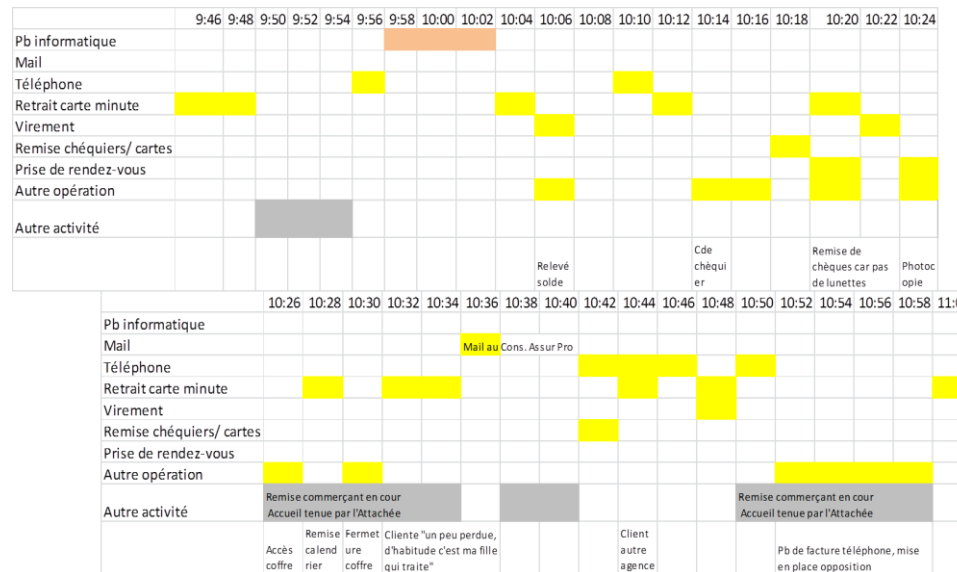 9:46 9:48 9:50 9:52 9:54 9:56 9:58 10:00 10:02 10:04 10:06 10:08 10:10 10:12 10:14 10:16 10:18 10:20 10:22 10:24
Pb informatique
Mail
Téléphone
Retrait carte minute
Virement
Remise chéquiers/ cartes
Prise de rendez-vous
Autre opération
Autre activité
Relevé
solde
Cde
chèqui
er
Remise de
chèques car pas
de lunettes
Photoc
opie
10:26 10:28 10:30 10:32 10:34 10:36 10:38 10:40 10:42 10:44 10:46 10:48 10:50 10:52 10:54 10:56 10:58
Pb informatique
Mail
Mail au Cons. Assur Pro
Téléphone
Retrait carte minute
Virement
Remise chéquiers/ cartes
Prise de rendez-vous
Autre opération
Autre activité
Remise commerçant en cour
Accueil tenue par l'Attachée
Remise commerçant en cour
Accueil tenue par l'Attachée
Accès
coffre
Remise
calend
rier
Fermet
ure
coffre
Cliente "un peu perdue,
d'habitude c'est ma fille
qui traite"
Client
autre
agence
Pb de facture téléphone, mise
en place opposition